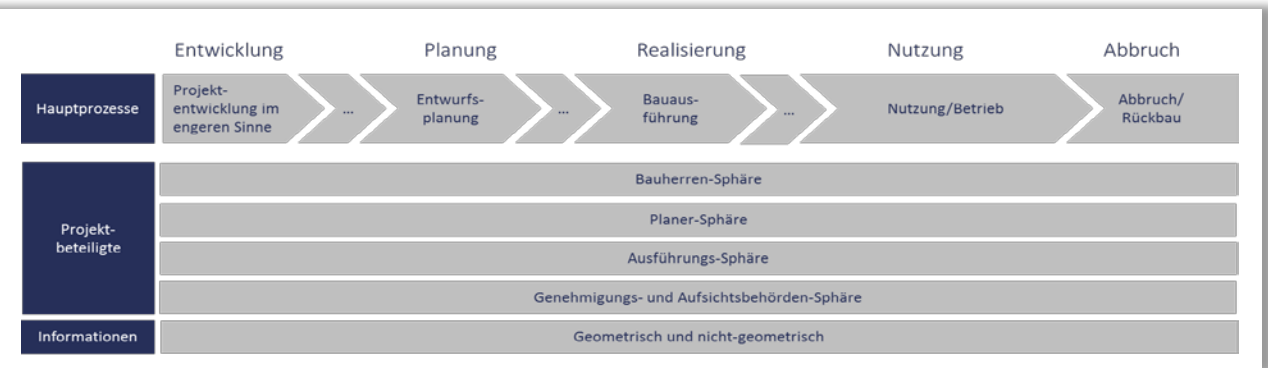 Entwicklung Planung Realisierung Nutzung Abbruch
Hauptprozesse
Projekt-
entwicklung im
engeren Sinne
...
Entwurfs-
planung
...
Bauaus-
führung
...
Nutzung/Betrieb
Abbruch/
Rückbau
Projekt-
beteiligte
Bauherren-Sphäre
Planer-Sphäre
Ausführungs-Sphäre
Genehmigungs- und Aufsichtsbehörden-Sphäre
Informationen
Geometrisch und nicht-geometrisch